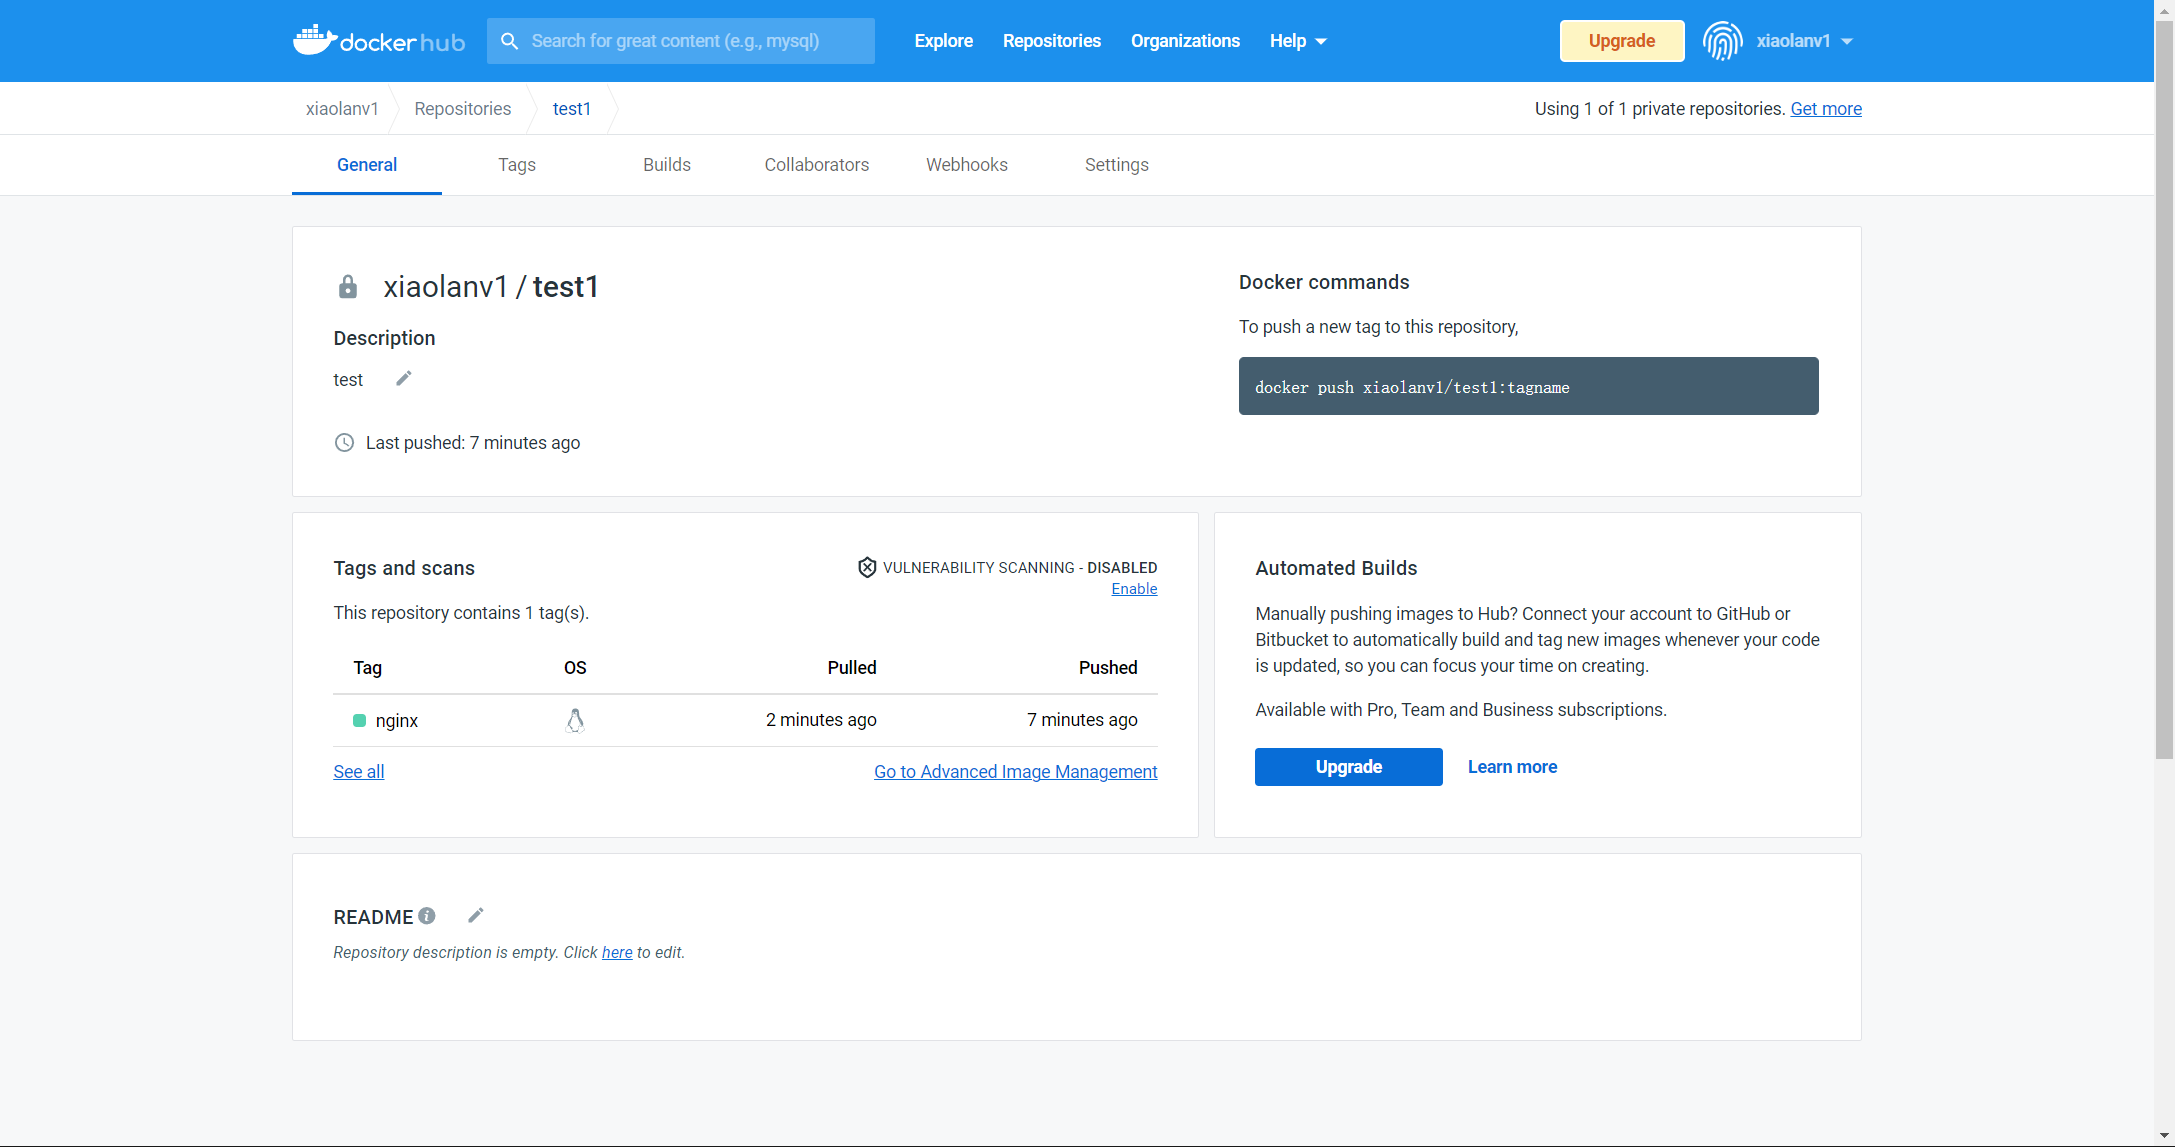 docker hub
Search for great content (e.g., mysql)
Explore
Repositories
Organizations
Help
Upgrade
xiaolanv1
xiaolanv1
Repositories
test1
Using 1 of 1 private repositories. Get more
General
Tags
Builds
Collaborators
Webhooks
Settings
xiaolanv1 / test1
Description
test
Last pushed: 7 minutes ago
Docker commands
To push a new tag to this repository,
docker push xiaolanv1/test1:tagname
Tags and scans
VULNERABILITY SCANNING - DISABLED
Enable
This repository contains 1 tag(s).
Tag OS Pulled Pushed
nginx 2 minutes ago 7 minutes ago
See all
Go to Advanced Image Management
Automated Builds
Manually pushing images to Hub? Connect your account to GitHub or
Bitbucket to automatically build and tag new images whenever your code
is updated, so you can focus your time on creating.
Available with Pro, Team and Business subscriptions.
Upgrade
Learn more
README
Repository description is empty. Click here to edit.